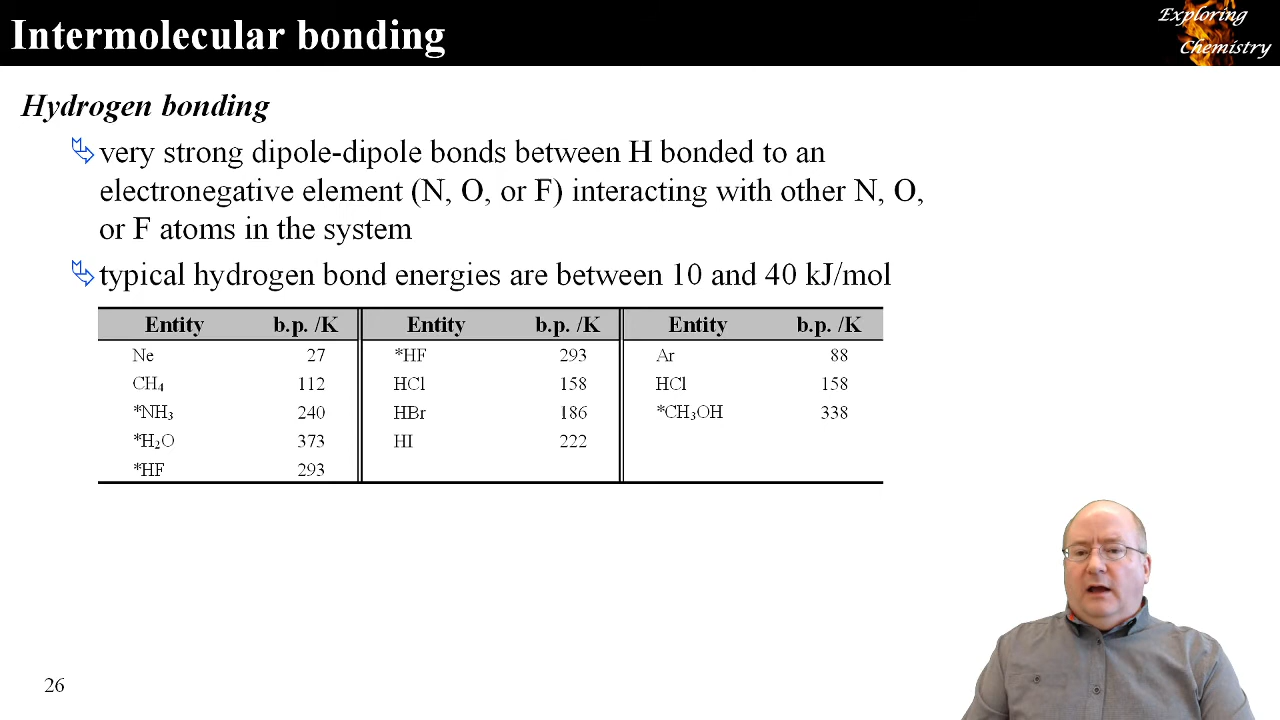 Intermolecular bonding
Exploring
Chemistry
Hydrogen bonding
very strong dipole-dipole bonds between H bonded to an
electronegative element (N, O, or F) interacting with other N, O,
or F atoms in the system
typical hydrogen bond energies are between 10 and 40 kJ/mol
Entity b.p. /K Entity b.p. /K Entity b.p. /K
Ne 27 *HF 293 Ar 88
CH₄ 112 HCl 158 HCl 158
*NH₃ 240 HBr 186 *CH₃OH 338
*H₂O 373 HI 222
*HF 293
26